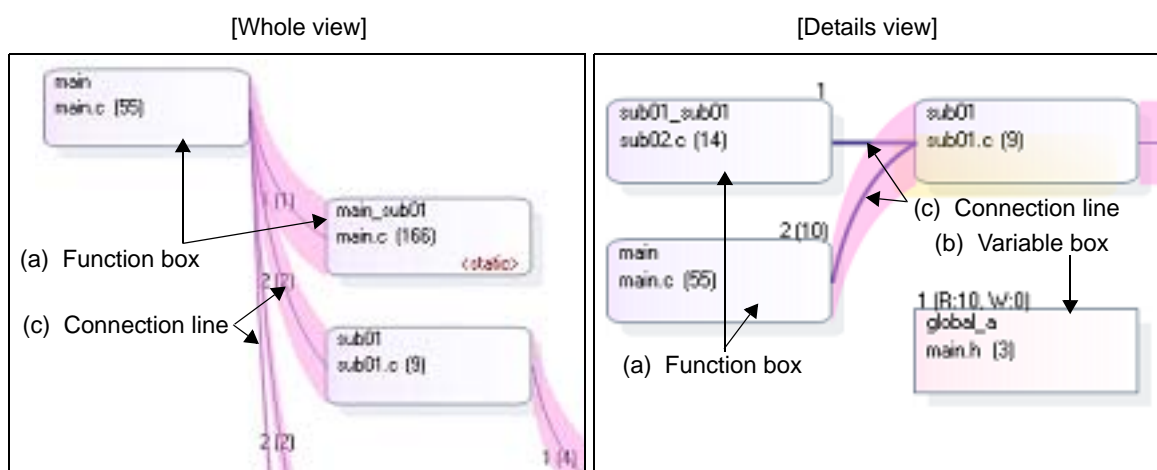 [Whole view]
main
main.c (55)
1 (1)
main_sub01
main.c (166)
<static>
(a) Function box
2 (2)
(c) Connection line
sub01
sub01.c (9)
2 (2)
1 (4)
[Details view]
1
sub01_sub01
sub02.c (14)
sub01
sub01.c (9)
(c) Connection line
2 (10)
(b) Variable box
main
main.c (55)
1 (R:10, W:0)
global_a
main.h (3)
(a) Function box